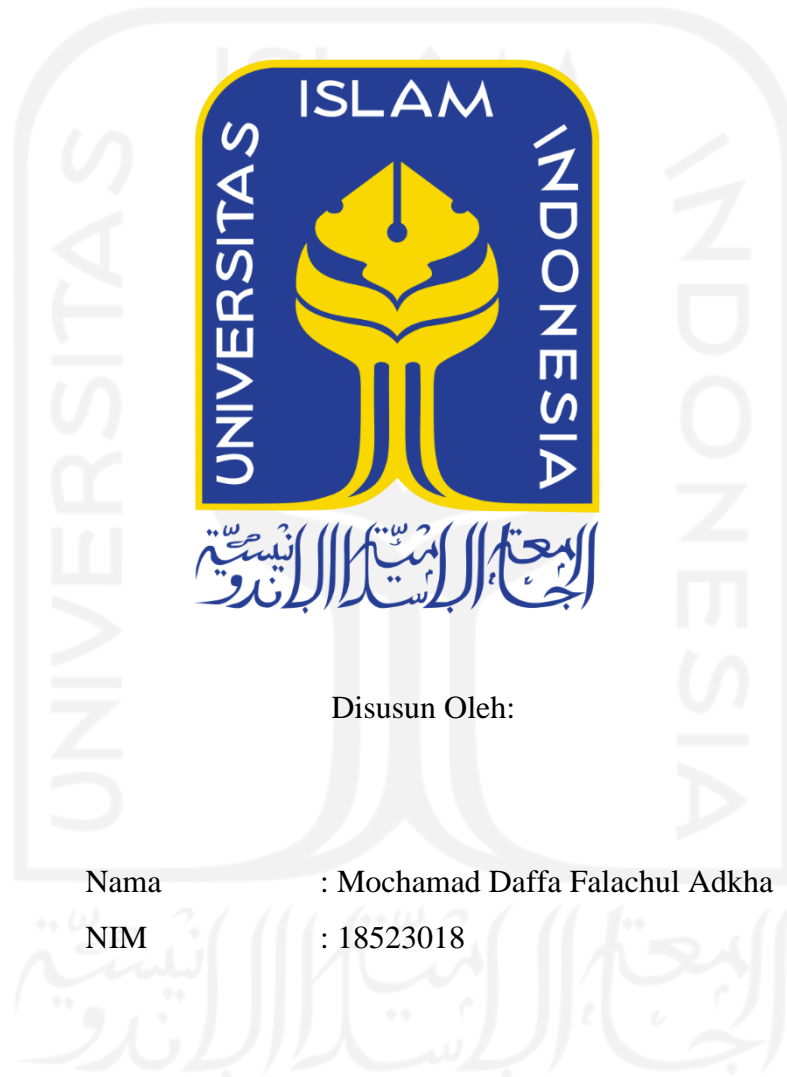 UNIVERSITAS ISLAM INDONESIA
الجامعة الإسلامية الإندونيسية
Disusun Oleh:
Nama : Mochamad Daffa Falachul Adkha
NIM : 18523018